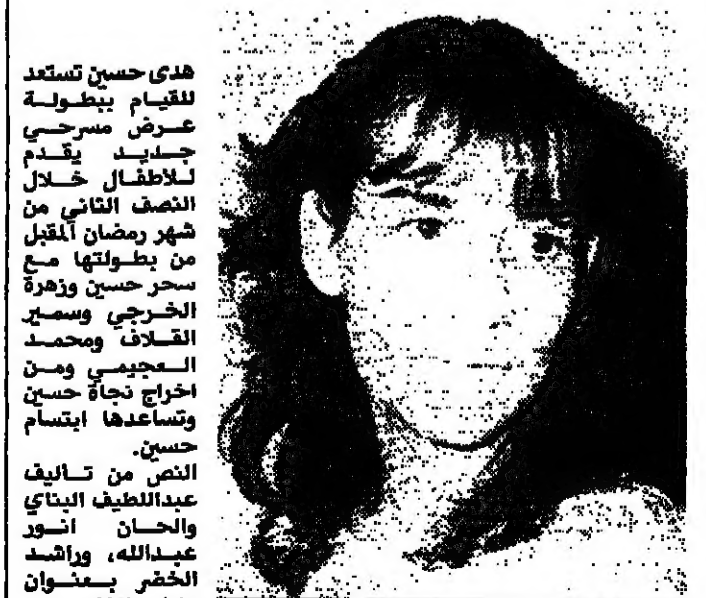 هدى حسين تستعد
للقيام ببطولة
عرض مسرحي
جديد يقدم
للأطفال خلال
النصف الثاني من
شهر رمضان المقبل
من بطولتها مع
سحر حسين وزهرة
الخرجي وسمير
القلاف ومحمد
العجيمي ومن
اخراج نجاة حسين
وتساعدها ابتسام
حسين.
النص من تأليف
عبداللطيف البناي
والحان انور
عبدالله، وراشد
الخضر بعنوان